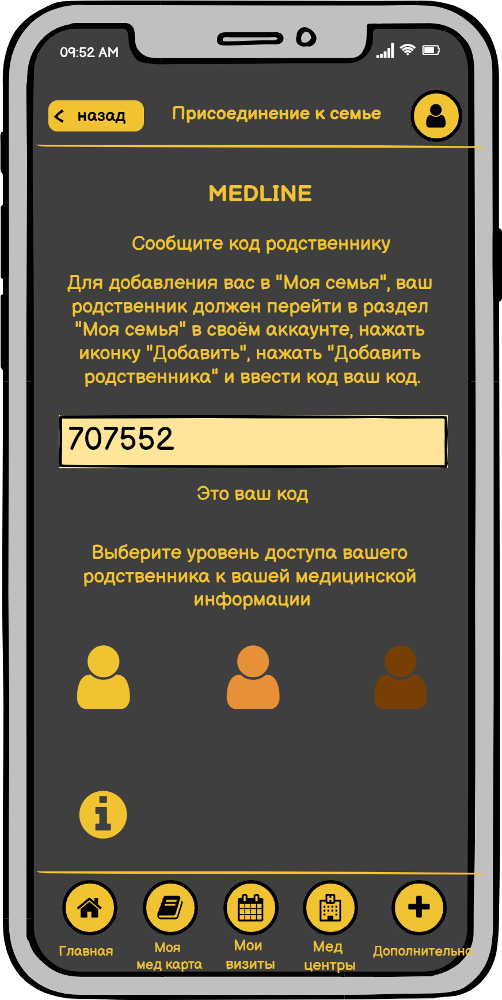 09:52 AM
< назад
Присоединение к семье
MEDLINE
Сообщите код родственнику
Для добавления вас в "Моя семья", ваш
родственник должен перейти в раздел
"Моя семья" в своём аккаунте, нажать
иконку "Добавить", нажать "Добавить
родственника" и ввести код ваш код.
707552
Это ваш код
Выберите уровень доступа вашего
родственника к вашей медицинской
информации
i
H
Главная
Моя
мед карта
Мои
визиты
Мед
центры
Дополнительно